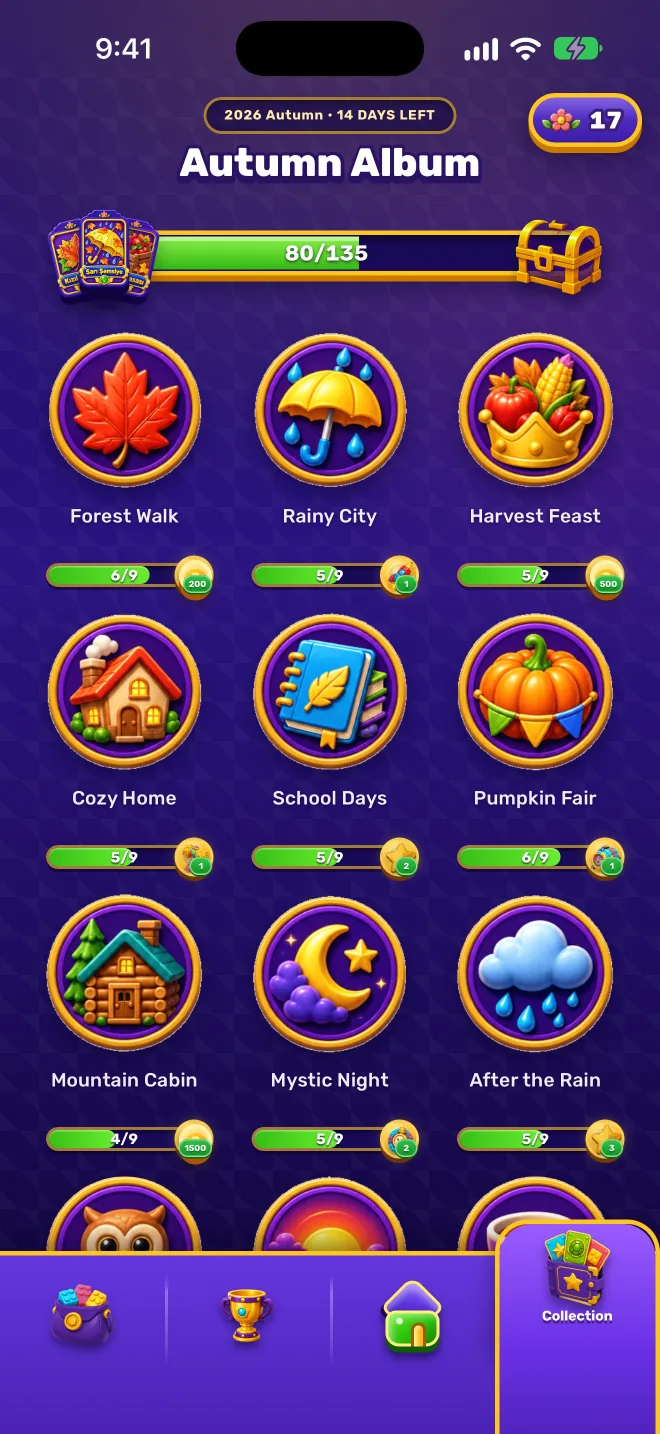 9:41
2026 Autumn · 14 DAYS LEFT
17
Autumn Album
Sarı Şemsiye
80/135
Forest Walk
Rainy City
Harvest Feast
6/9
200
5/9
1
5/9
500
Cozy Home
School Days
Pumpkin Fair
5/9
1
5/9
2
6/9
1
Mountain Cabin
Mystic Night
After the Rain
4/9
1500
5/9
2
5/9
3
Collection